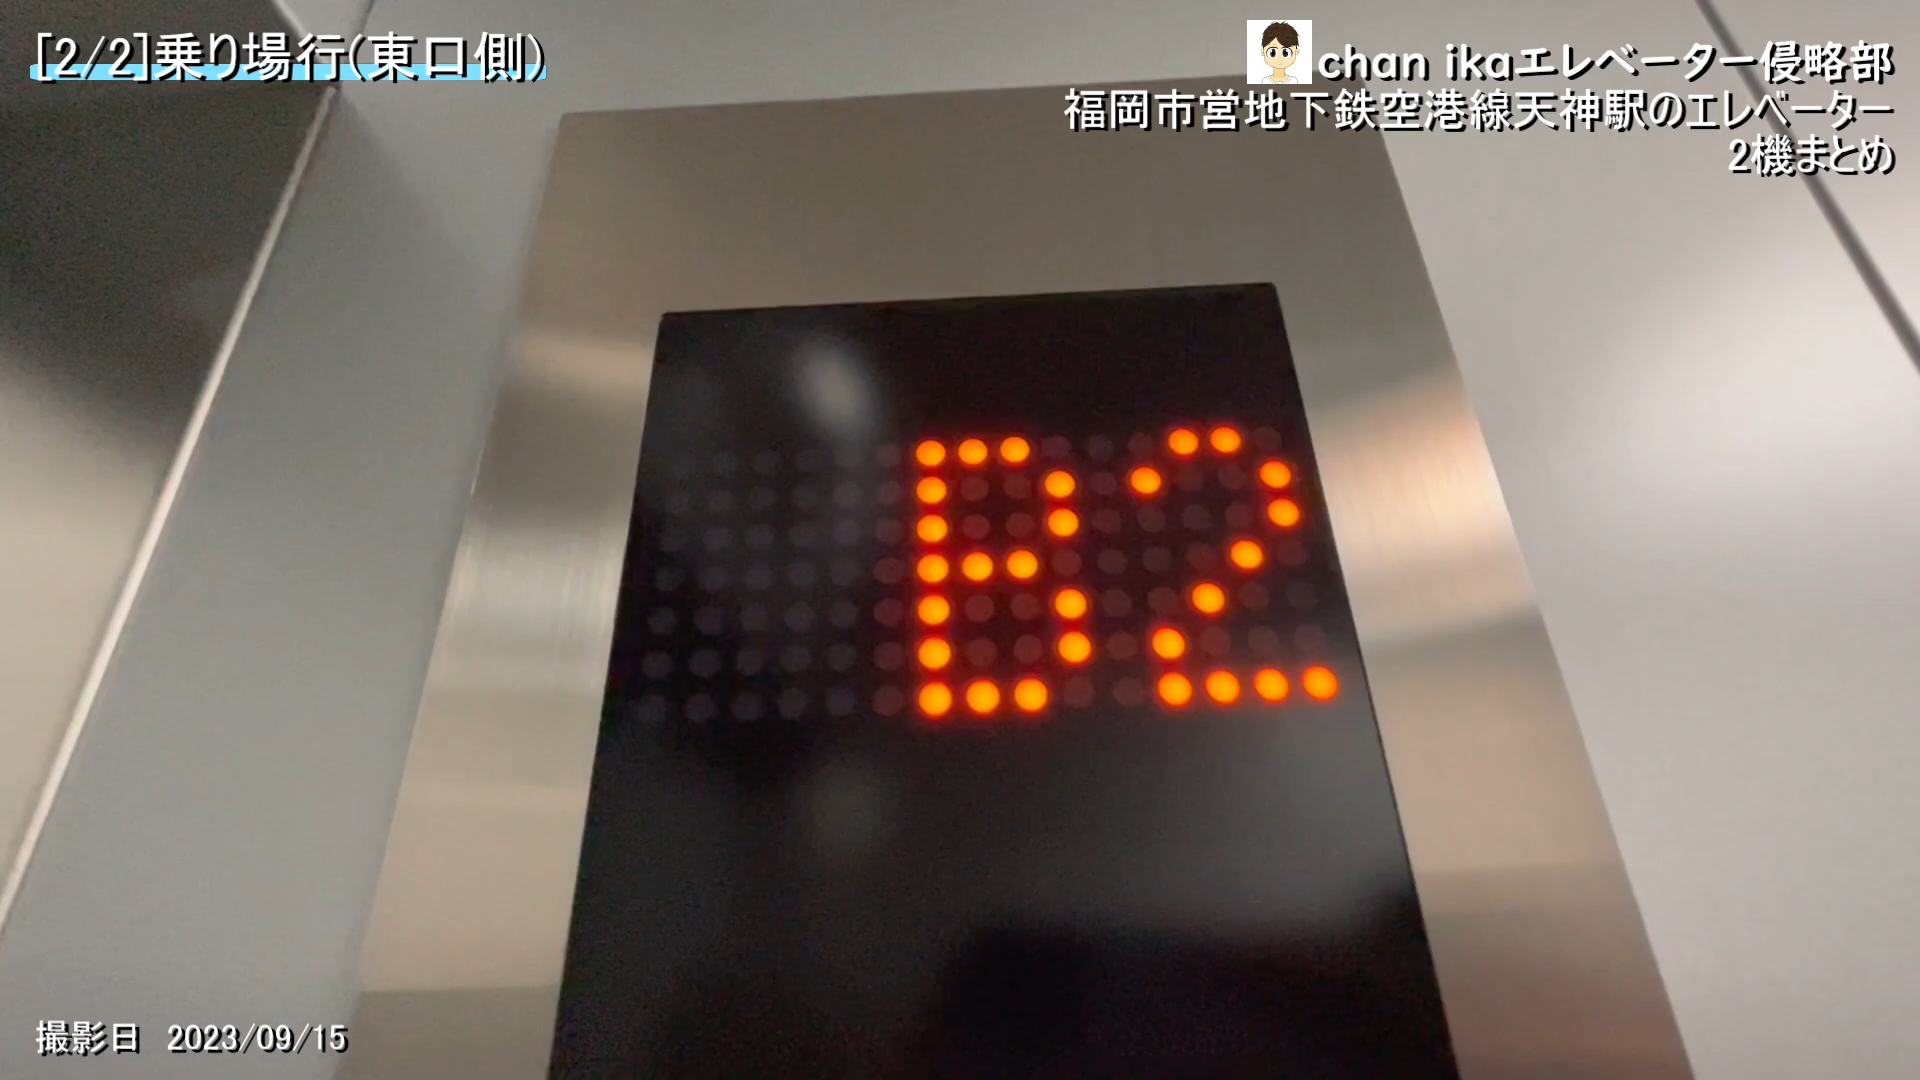 [2/2]乗り場行(東口側)
chan ikaエレベーター侵略部
福岡市営地下鉄空港線天神駅のエレベーター
2機まとめ
B2
撮影日 2023/09/15